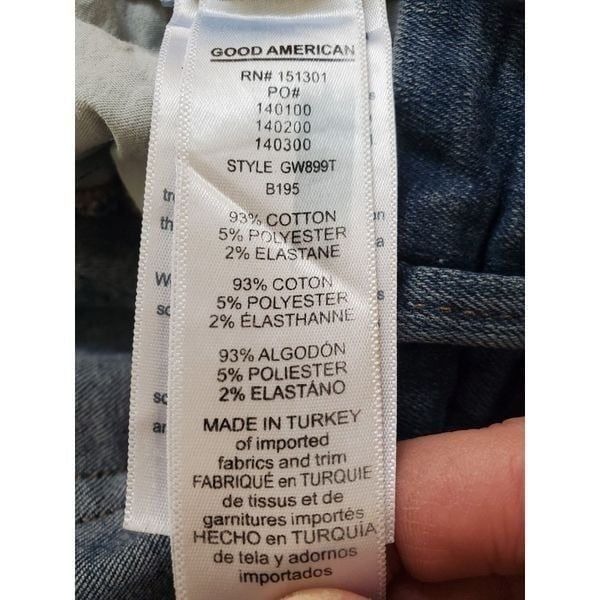 GOOD AMERICAN
RN# 151301
PO#
140100
140200
140300
STYLE GW899T
B195
93% COTTON
5% POLYESTER
2% ELASTANE
93% COTON
5% POLYESTER
2% ÉLASTHANNE
93% ALGODÓN
5% POLIESTER
2% ELASTÁNO
MADE IN TURKEY
of imported
fabrics and trim
FABRIQUÉ en TURQUIE
de tissus et de
garnitures importés
HECHO en TURQUÍA
de tela y adornos
importados